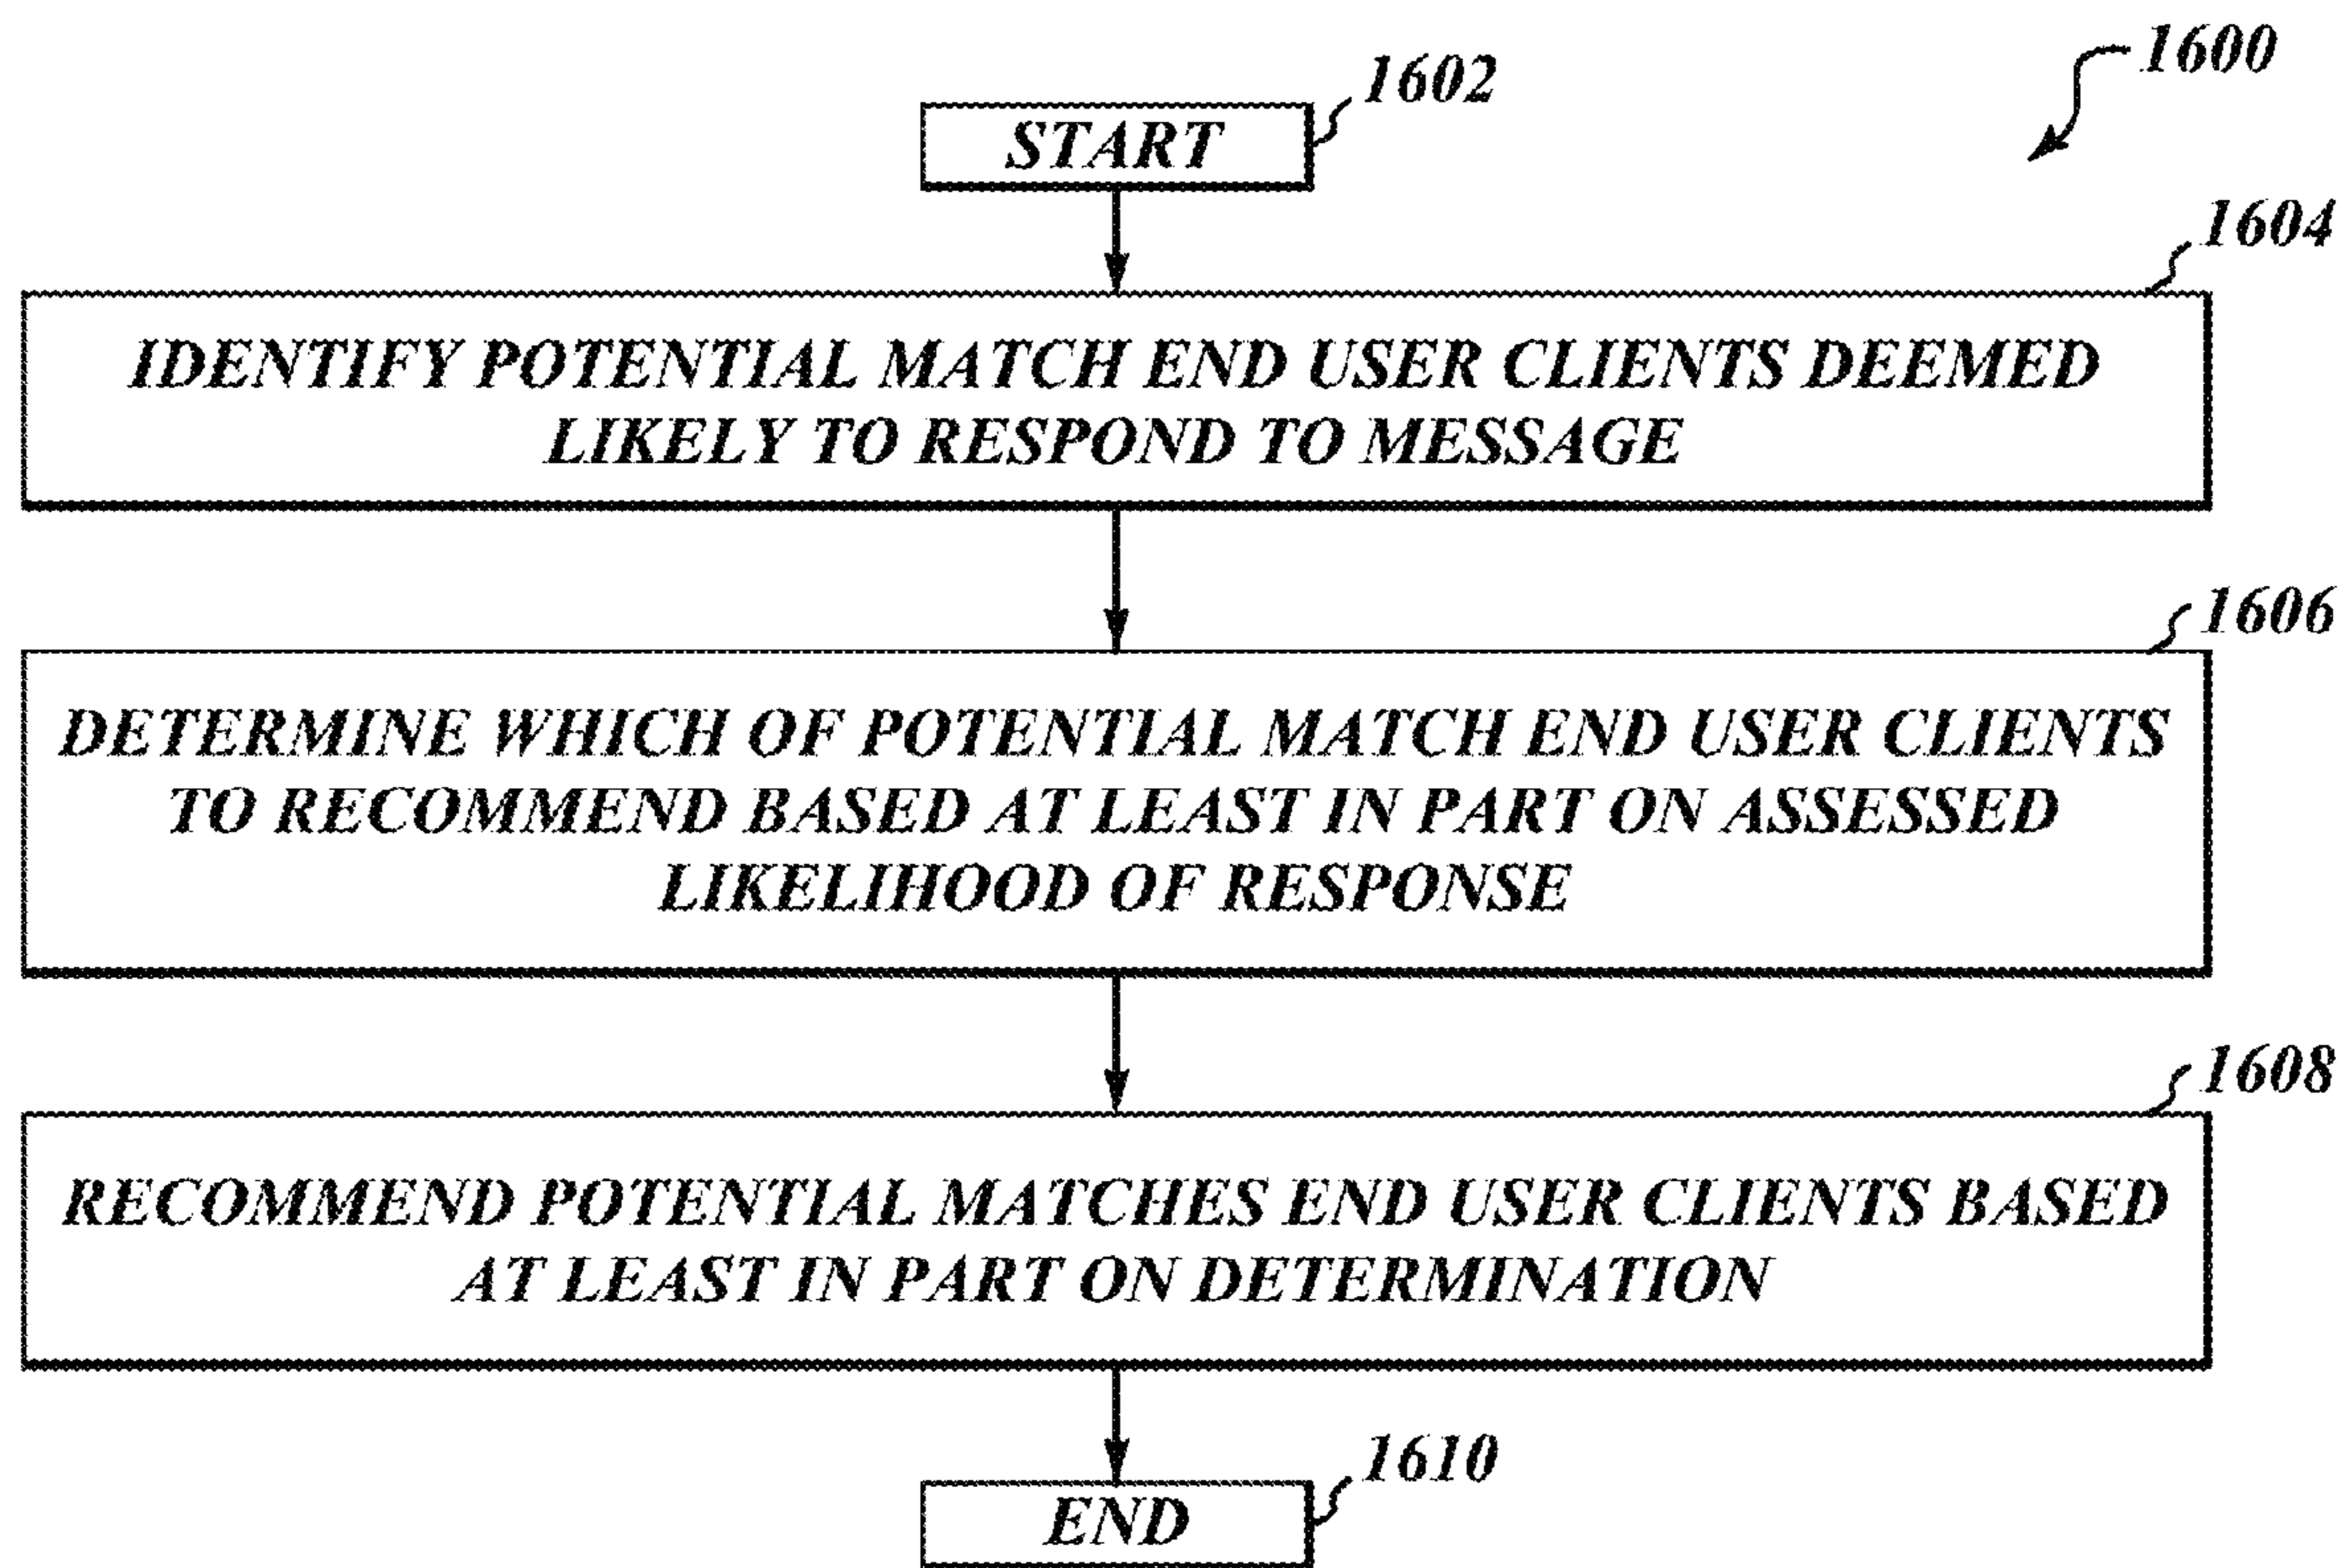 1600
1602
START
1604
IDENTIFY POTENTIAL MATCH END USER CLIENTS DEEMED
LIKELY TO RESPOND TO MESSAGE
1606
DETERMINE WHICH OF POTENTIAL MATCH END USER CLIENTS
TO RECOMMEND BASED AT LEAST IN PART ON ASSESSED
LIKELIHOOD OF RESPONSE
1608
RECOMMEND POTENTIAL MATCHES END USER CLIENTS BASED
AT LEAST IN PART ON DETERMINATION
1610
END